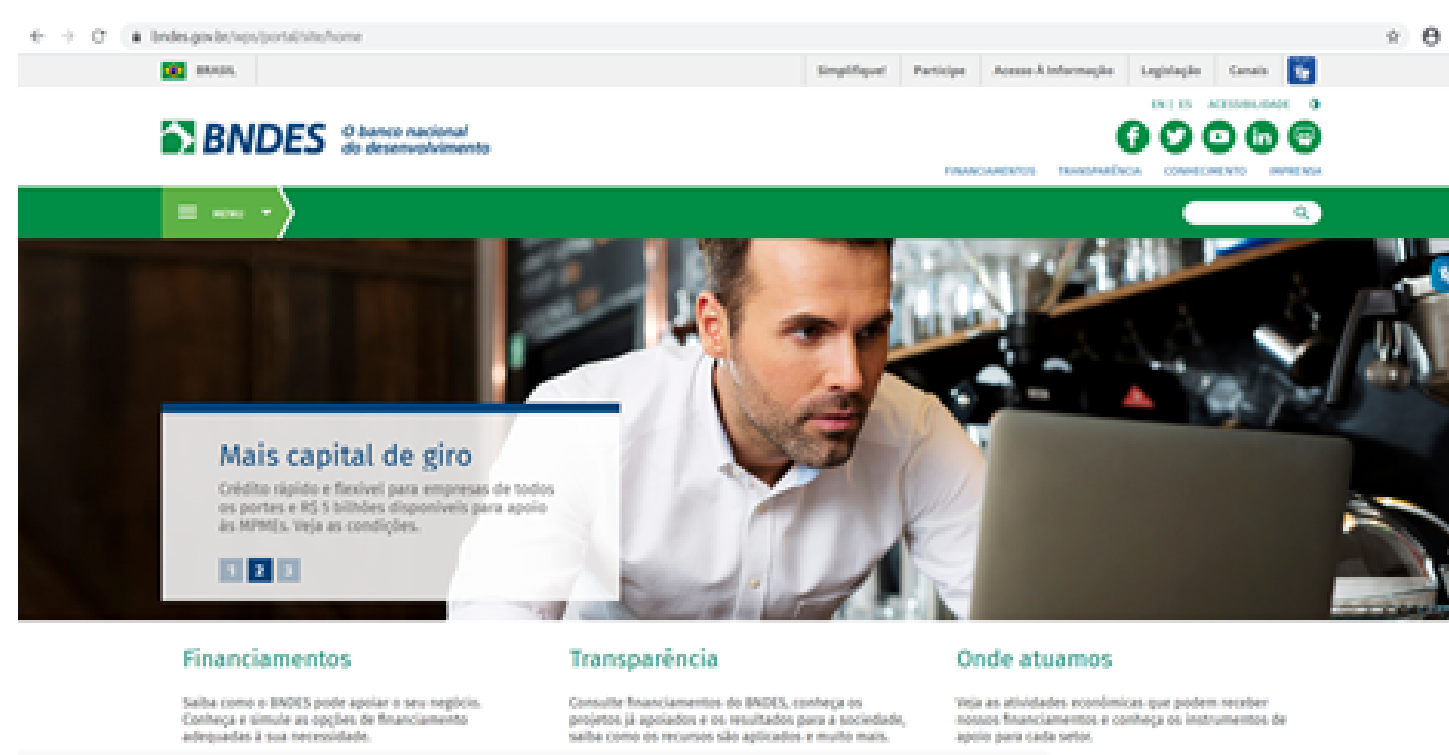 bndes.gov.br/wps/portal/site/home
BRASIL
Simplifique!
Participe
Acesso À Informação
Legislação
Canais
EN | ES
ACESSIBILIDADE
BNDES
O banco nacional
do desenvolvimento
FINANCIAMENTOS
TRANSPARÊNCIA
CONHECIMENTO
IMPRENSA
MENU
Mais capital de giro
Crédito rápido e flexível para empresas de todos
os portes e R$ 5 bilhões disponíveis para apoio
às MPMEs. Veja as condições.
1 2 3
Financiamentos
Saiba como o BNDES pode apoiar o seu negócio.
Conheça e simule as opções de financiamento
adequadas à sua necessidade.
Transparência
Consulte financiamentos do BNDES, conheça os
projetos já apoiados e os resultados para a sociedade,
saiba como os recursos são aplicados e muito mais.
Onde atuamos
Veja as atividades econômicas que podem receber
nossos financiamentos e conheça os instrumentos de
apoio para cada setor.